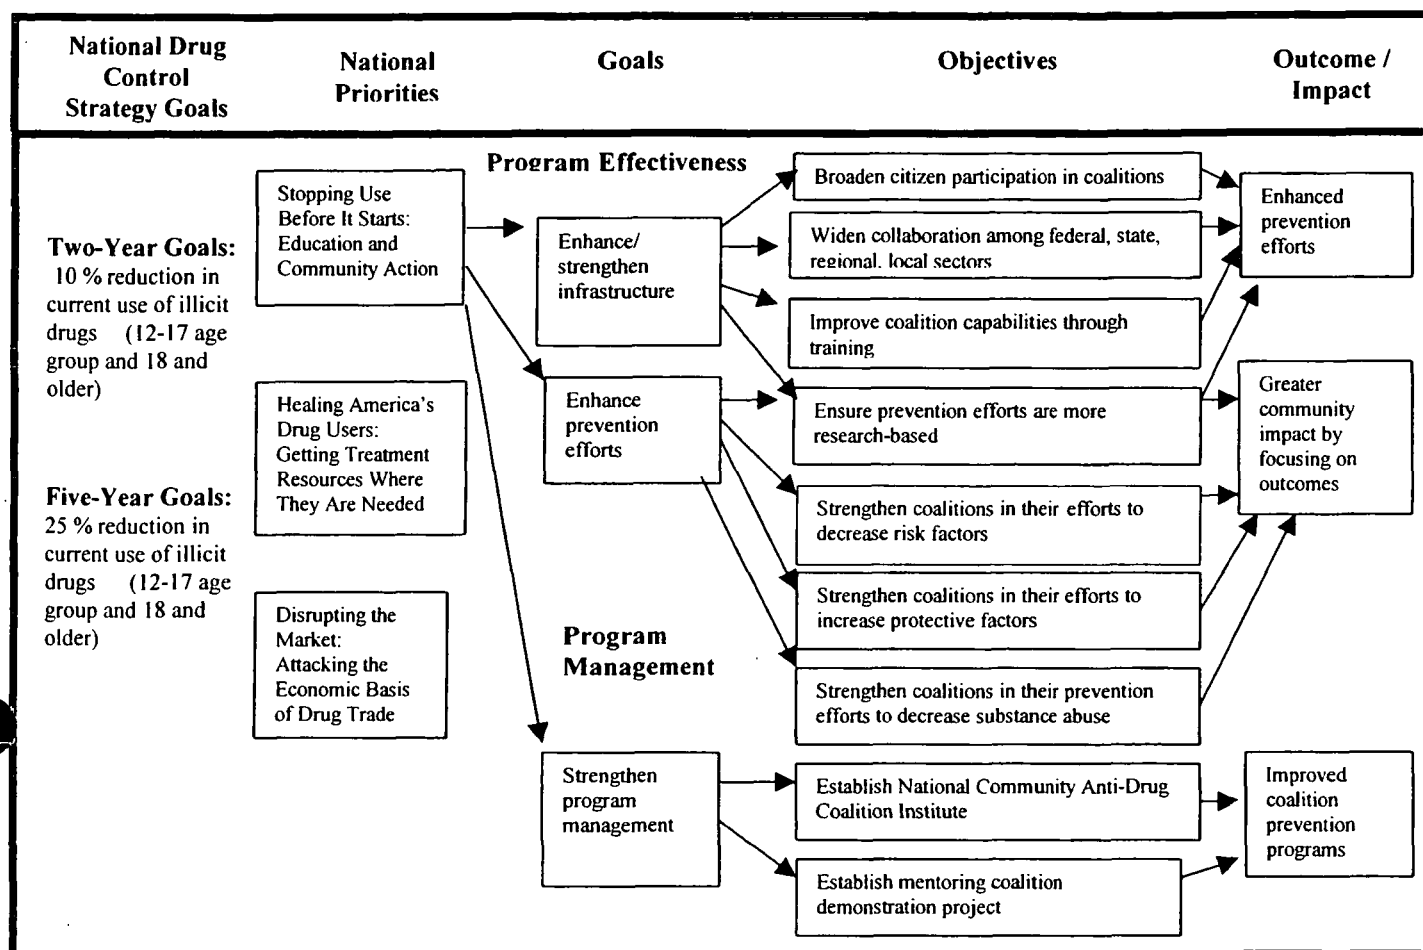 National Drug
Control
Strategy Goals
National
Priorities
Goals
Objectives
Outcome /
Impact
Two-Year Goals:
10 % reduction in
current use of illicit
drugs (12-17 age
group and 18 and
older)
Five-Year Goals:
25 % reduction in
current use of illicit
drugs (12-17 age
group and 18 and
older)
Stopping Use
Before It Starts:
Education and
Community Action
Healing America's
Drug Users:
Getting Treatment
Resources Where
They Are Needed
Disrupting the
Market:
Attacking the
Economic Basis
of Drug Trade
Program Effectiveness
Enhance/
strengthen
infrastructure
Enhance
prevention
efforts
Program
Management
Strengthen
program
management
Broaden citizen participation in coalitions
Widen collaboration among federal, state,
regional, local sectors
Improve coalition capabilities through
training
Ensure prevention efforts are more
research-based
Strengthen coalitions in their efforts to
decrease risk factors
Strengthen coalitions in their efforts to
increase protective factors
Strengthen coalitions in their prevention
efforts to decrease substance abuse
Establish National Community Anti-Drug
Coalition Institute
Establish mentoring coalition
demonstration project
Enhanced
prevention
efforts
Greater
community
impact by
focusing on
outcomes
Improved
coalition
prevention
programs